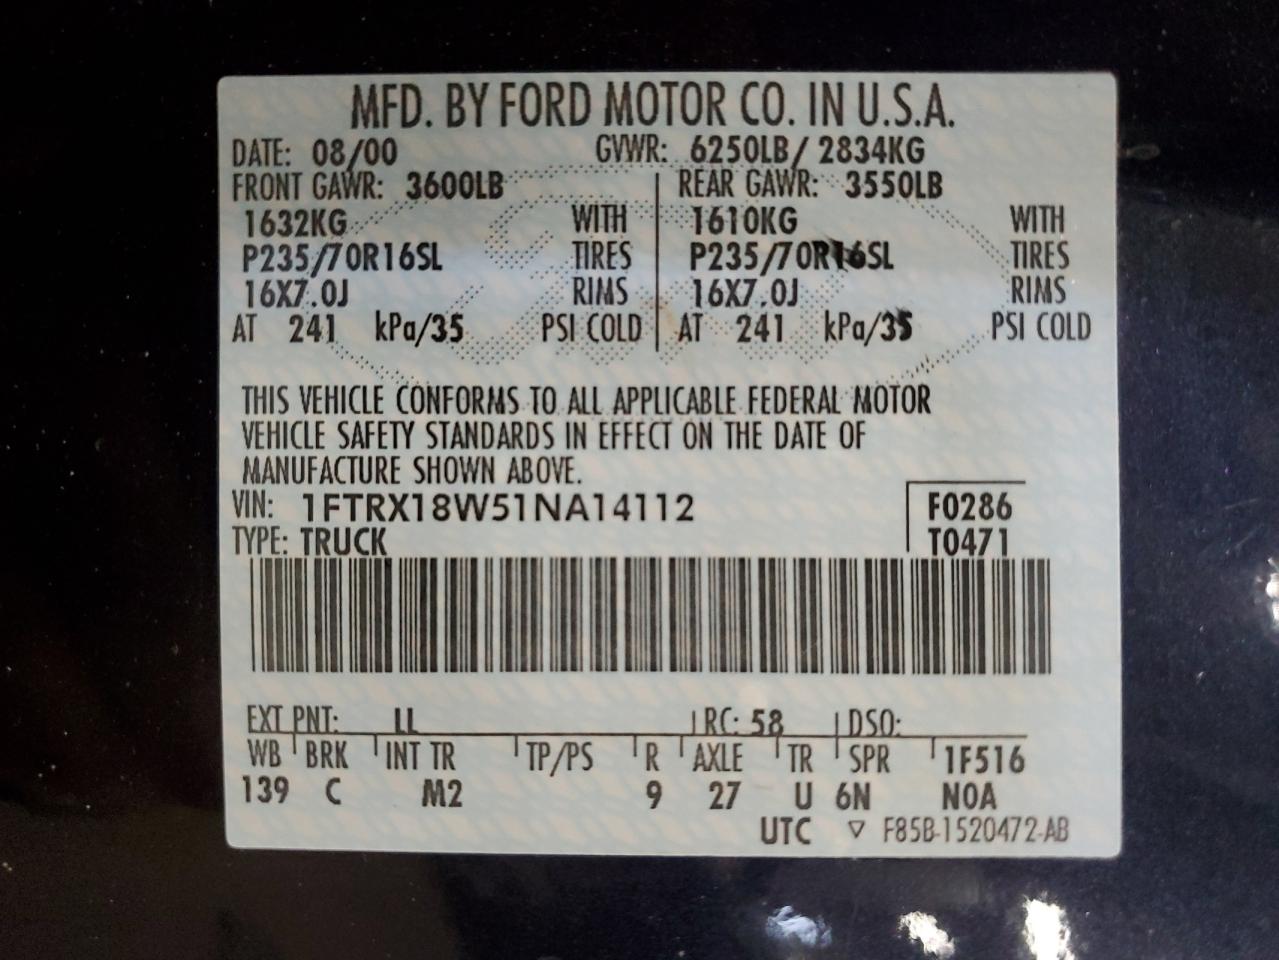 MFD. BY FORD MOTOR CO. IN U.S.A.
DATE: 08/00 GVWR: 6250LB/ 2834KG
FRONT GAWR: 3600LB REAR GAWR: 3550LB
1632KG WITH 1610KG WITH
P235/70R16SL TIRES P235/70R16SL TIRES
16X7.0J RIMS 16X7.0J RIMS
AT 241 kPa/35 PSI COLD AT 241 kPa/35 PSI COLD
THIS VEHICLE CONFORMS TO ALL APPLICABLE FEDERAL MOTOR
VEHICLE SAFETY STANDARDS IN EFFECT ON THE DATE OF
MANUFACTURE SHOWN ABOVE.
VIN: 1FTRX18W51NA14112 F0286
TYPE: TRUCK T0471
EXT PNT: LL RC: 58 DSO:
WB BRK INT TR TP/PS R AXLE TR SPR 1F516
139 C M2 9 27 U 6N N0A
UTC ▽ F85B-1520472-AB